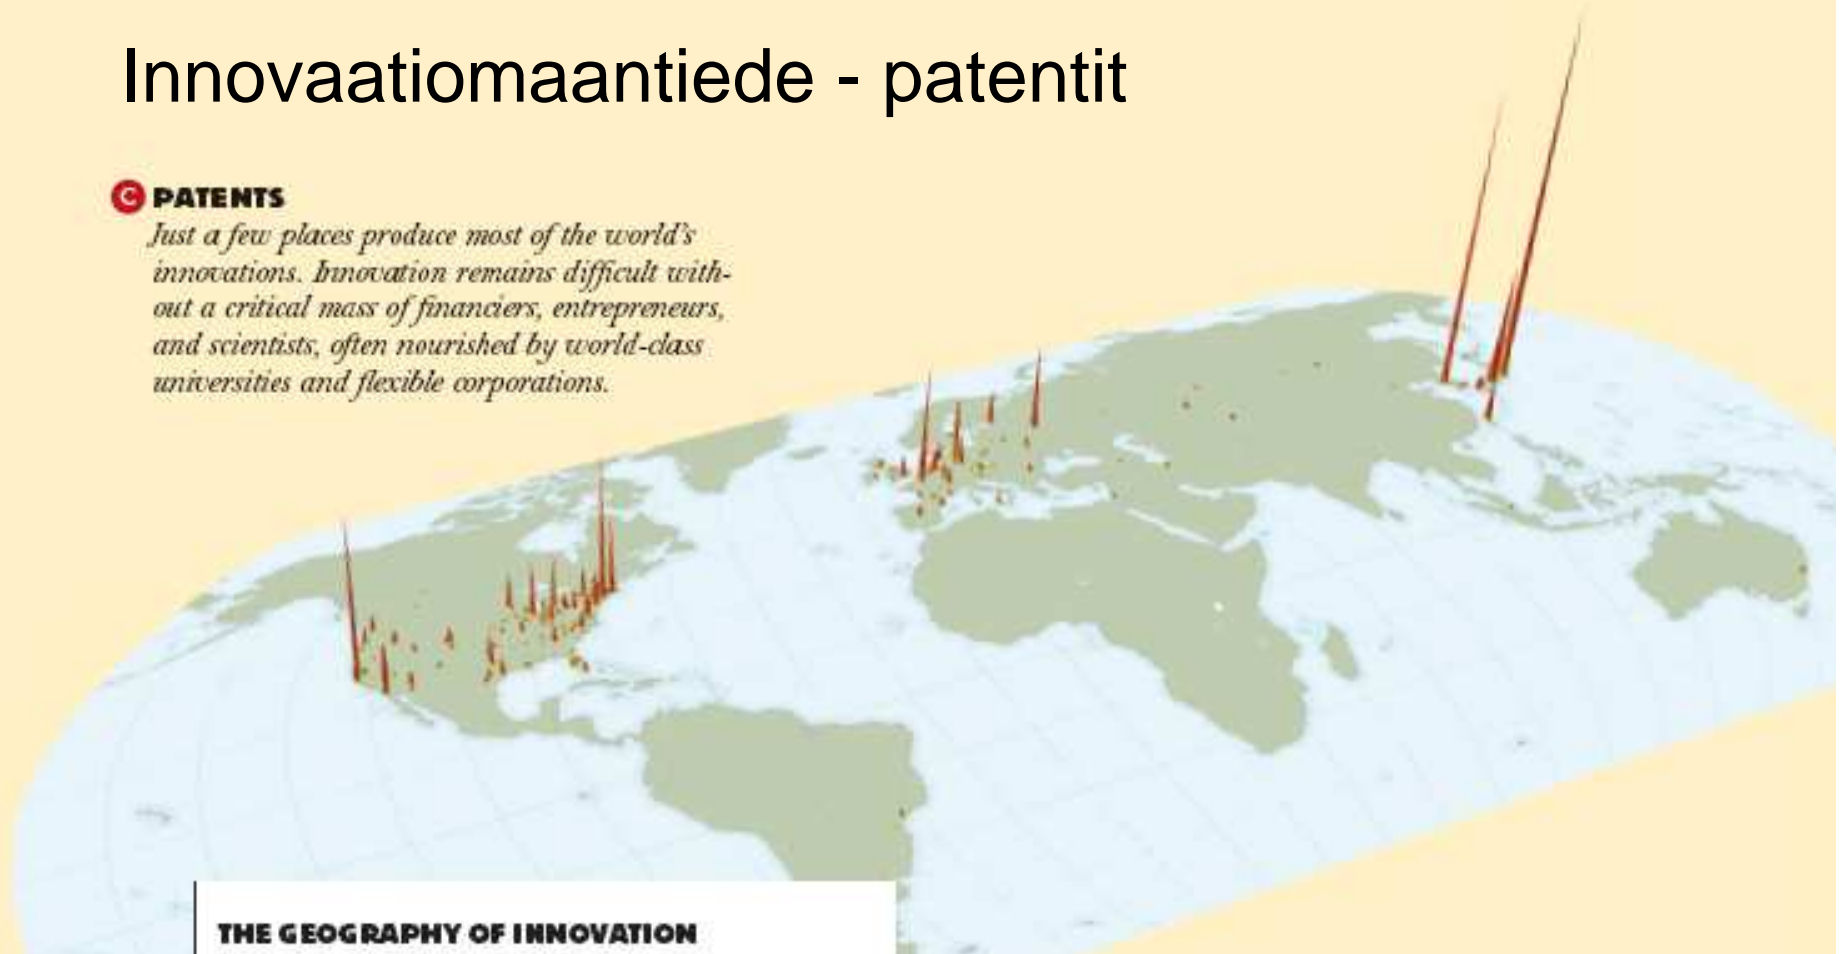 Innovaatiomaantiede - patentit
C PATENTS
Just a few places produce most of the world's
innovations. Innovation remains difficult with-
out a critical mass of financiers, entrepreneurs,
and scientists, often nourished by world-class
universities and flexible corporations.
THE GEOGRAPHY OF INNOVATION